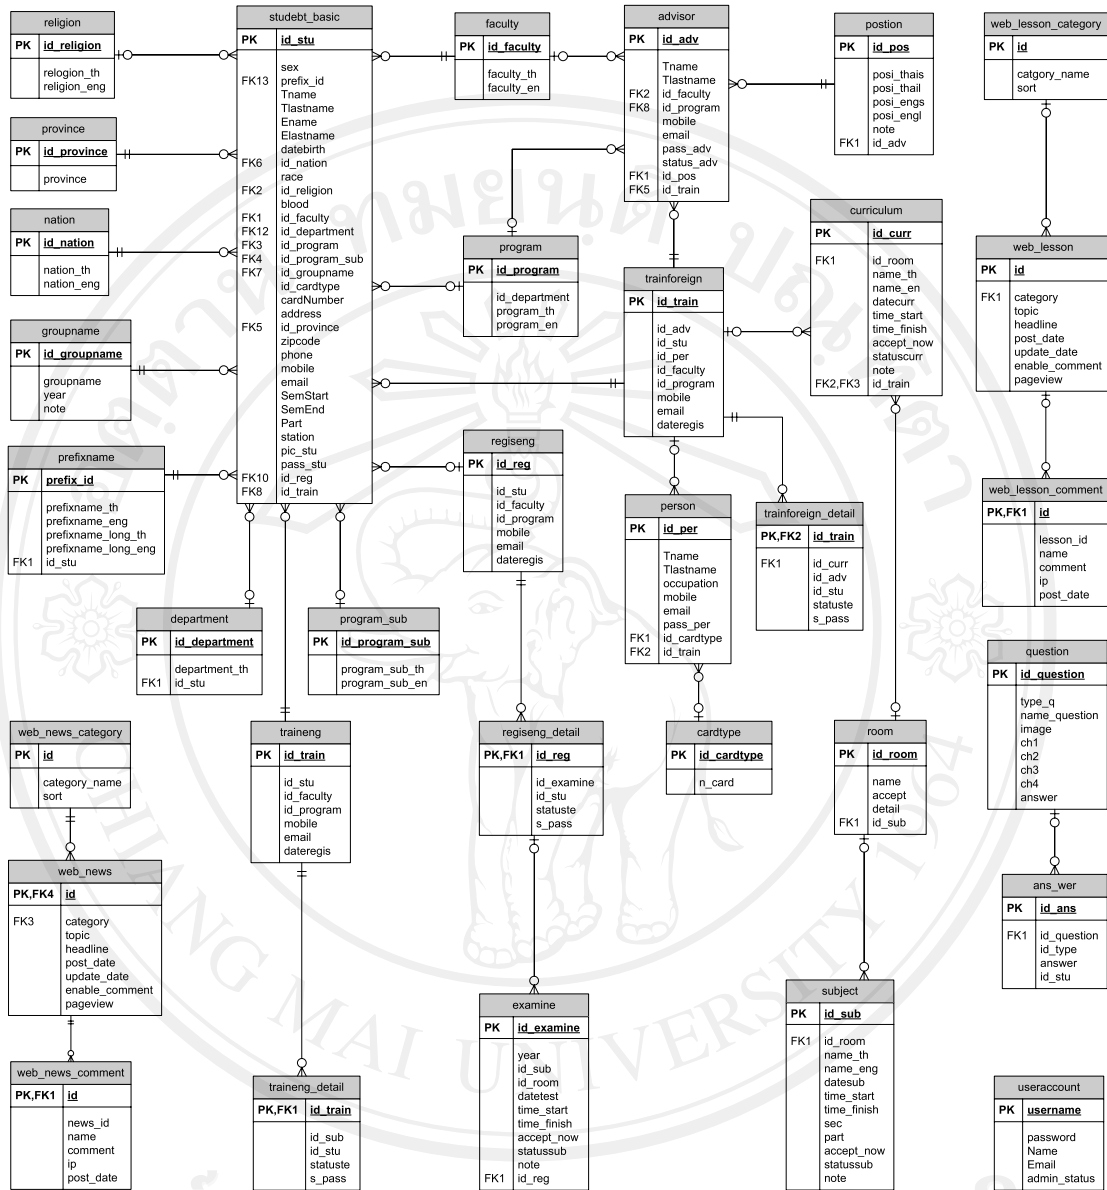 religion
PK id_religion
relogion_th
religion_eng
province
PK id_province
province
nation
PK id_nation
nation_th
nation_eng
groupname
PK id_groupname
groupname
year
note
prefixname
PK prefix_id
prefixname_th
prefixname_eng
prefixname_long_th
prefixname_long_eng
FK1 id_stu
studebt_basic
PK id_stu
sex
FK13 prefix_id
Tname
Tlastname
Ename
Elastname
datebirth
FK6 id_nation
race
FK2 id_religion
blood
FK1 id_faculty
FK12 id_department
FK3 id_program
FK4 id_program_sub
FK7 id_groupname
id_cardtype
cardNumber
address
FK5 id_province
zipcode
phone
mobile
email
SemStart
SemEnd
Part
station
pic_stu
pass_stu
FK10 id_reg
FK8 id_train
faculty
PK id_faculty
faculty_th
faculty_en
advisor
PK id_adv
Tname
Tlastname
FK2 id_faculty
FK8 id_program
mobile
email
pass_adv
status_adv
FK1 id_pos
FK5 id_train
postion
PK id_pos
posi_thais
posi_thail
posi_engs
posi_engl
note
FK1 id_adv
web_lesson_category
PK id
catgory_name
sort
program
PK id_program
id_department
program_th
program_en
trainforeign
PK id_train
id_adv
id_stu
id_per
id_faculty
id_program
mobile
email
dateregis
curriculum
PK id_curr
FK1 id_room
name_th
name_en
datecurr
time_start
time_finish
accept_now
statuscurr
note
FK2,FK3 id_train
web_lesson
PK id
FK1 category
topic
headline
post_date
update_date
enable_comment
pageview
regiseng
PK id_reg
id_stu
id_faculty
id_program
mobile
email
dateregis
person
PK id_per
Tname
Tlastname
occupation
mobile
email
pass_per
FK1 id_cardtype
FK2 id_train
trainforeign_detail
PK,FK2 id_train
FK1 id_curr
id_adv
id_stu
statuste
s_pass
web_lesson_comment
PK,FK1 id
lesson_id
name
comment
ip
post_date
department
PK id_department
department_th
FK1 id_stu
program_sub
PK id_program_sub
program_sub_th
program_sub_en
question
PK id_question
type_q
name_question
image
ch1
ch2
ch3
ch4
answer
web_news_category
PK id
category_name
sort
traineng
PK id_train
id_stu
id_faculty
id_program
mobile
email
dateregis
regiseng_detail
PK,FK1 id_reg
id_examine
id_stu
statuste
s_pass
cardtype
PK id_cardtype
n_card
room
PK id_room
name
accept
detail
FK1 id_sub
web_news
PK,FK4 id
FK3 category
topic
headline
post_date
update_date
enable_comment
pageview
ans_wer
PK id_ans
FK1 id_question
id_type
answer
id_stu
web_news_comment
PK,FK1 id
news_id
name
comment
ip
post_date
traineng_detail
PK,FK1 id_train
id_sub
id_stu
statuste
s_pass
examine
PK id_examine
year
id_sub
id_room
datetest
time_start
time_finish
accept_now
statussub
note
FK1 id_reg
subject
PK id_sub
FK1 id_room
name_th
name_eng
datesub
time_start
time_finish
sec
part
accept_now
statussub
note
useraccount
PK username
password
Name
Email
admin_status
CHIANG MAI UNIVERSITY 1964